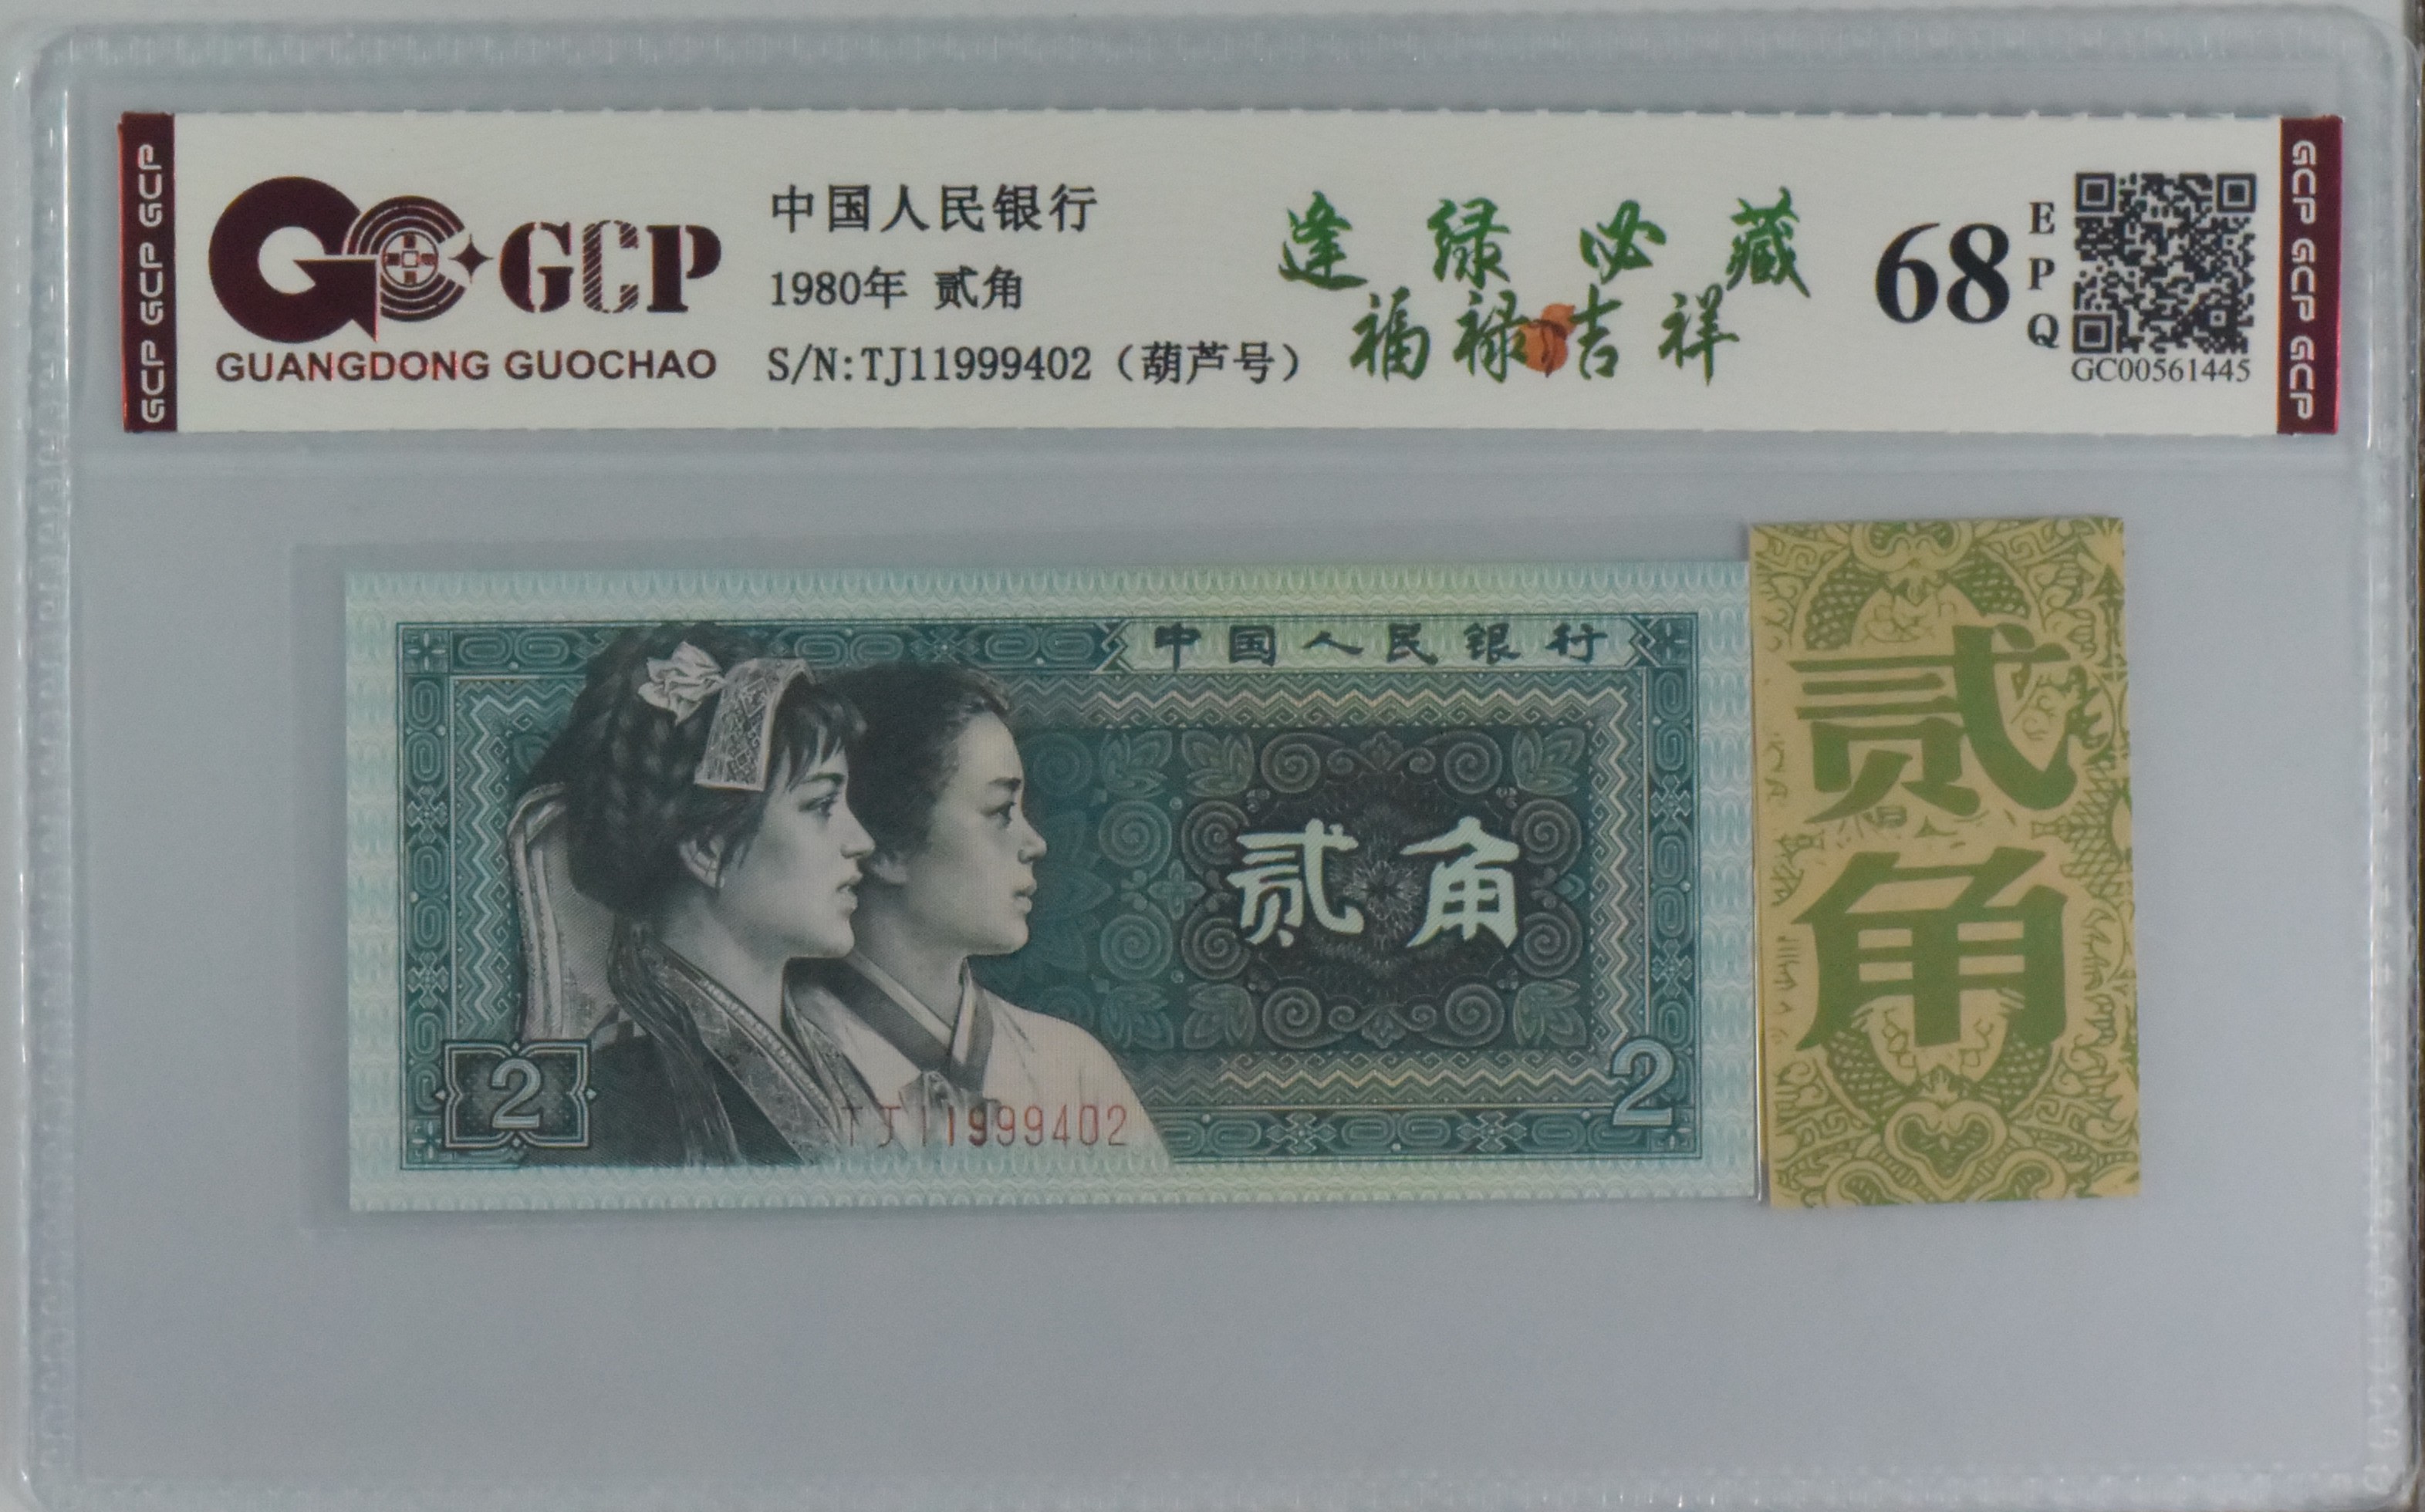 GCP GCP GCP
GCP
GUANGDONG GUOCHAO
中国人民银行
1980年 贰角
S/N:TJ11999402（葫芦号）
逢绿必藏
福禄吉祥
68
EPQ
GC00561445
GCP GCP GCP
中国人民银行
贰角
2
2
TJ11999402
贰角